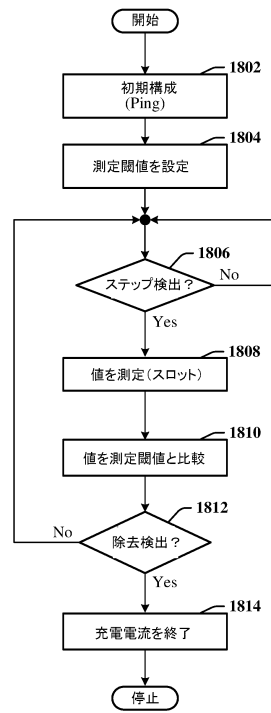 開始
1802
初期構成
(Ping)
1804
測定閾値を設定
1806
ステップ検出？
No
Yes
1808
値を測定（スロット）
1810
値を測定閾値と比較
1812
No
除去検出？
Yes
1814
充電電流を終了
停止